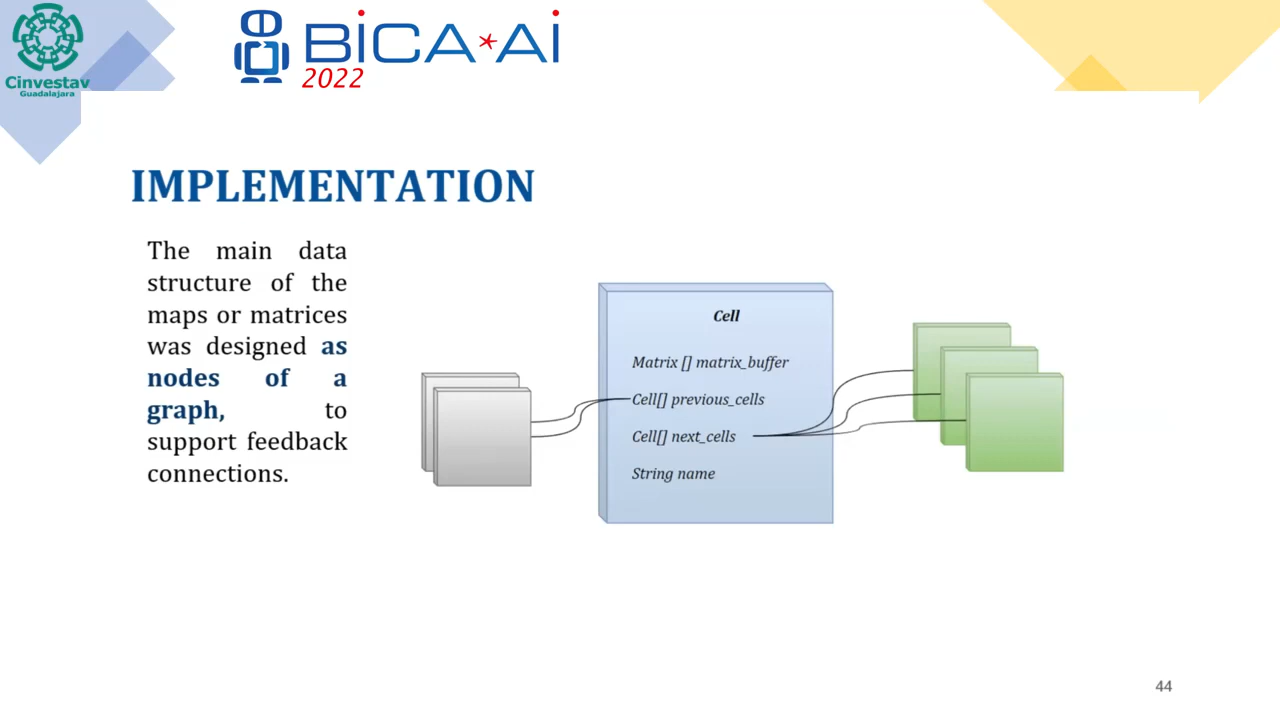 Cinvestav
Guadalajara
BiCA*Ai
2022
IMPLEMENTATION
The main data
structure of the
maps or matrices
was designed as
nodes of a
graph, to
support feedback
connections.
Cell
Matrix [] matrix_buffer
Cell[] previous_cells
Cell[] next_cells
String name
44